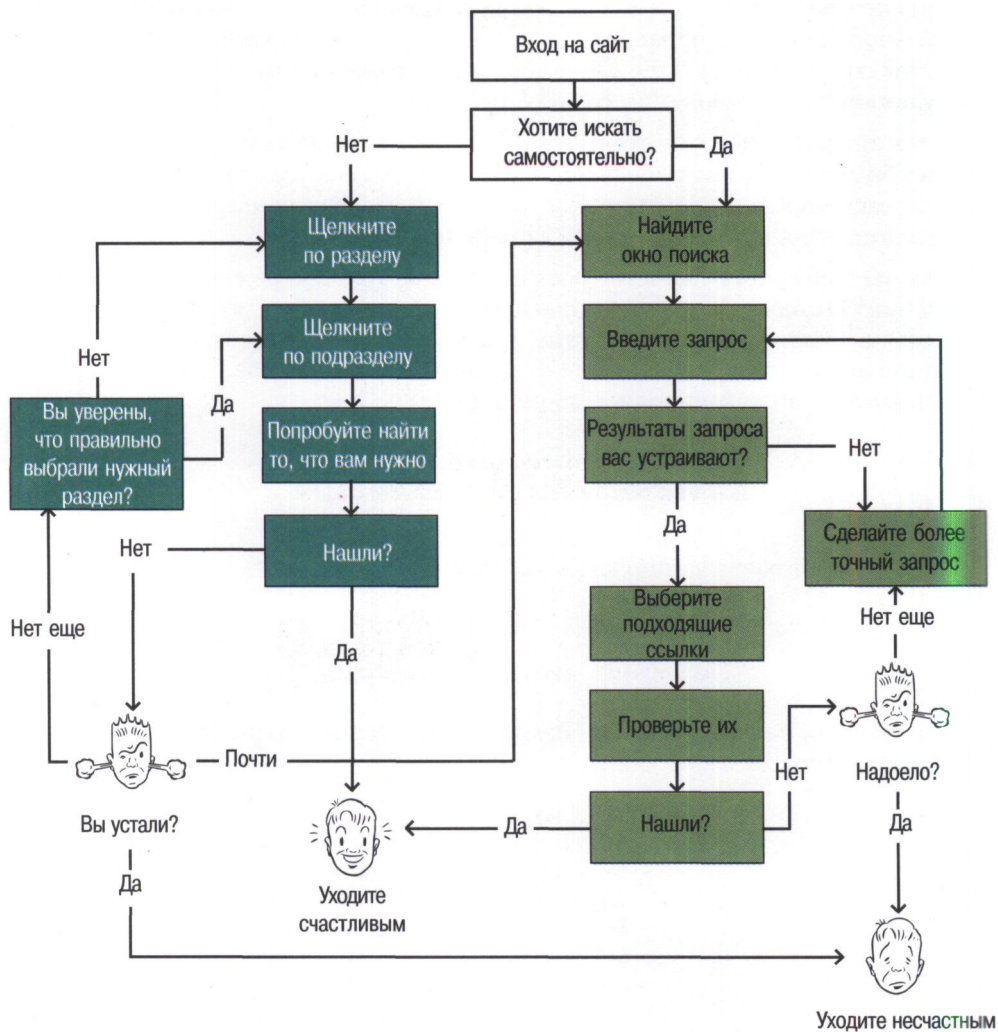 Вход на сайт
Хотите искать
самостоятельно?
Нет
Да
Щелкните
по разделу
Найдите
окно поиска
Щелкните
по подразделу
Введите запрос
Нет
Да
Вы уверены,
что правильно
выбрали нужный
раздел?
Попробуйте найти
то, что вам нужно
Результаты запроса
вас устраивают?
Нет
Нет
Нашли?
Да
Сделайте более
точный запрос
Нет еще
Да
Выберите
подходящие
ссылки
Нет еще
Проверьте их
Почти
Нет
Надоело?
Вы устали?
Да
Нашли?
Да
Да
Уходите
счастливым
Уходите несчастным